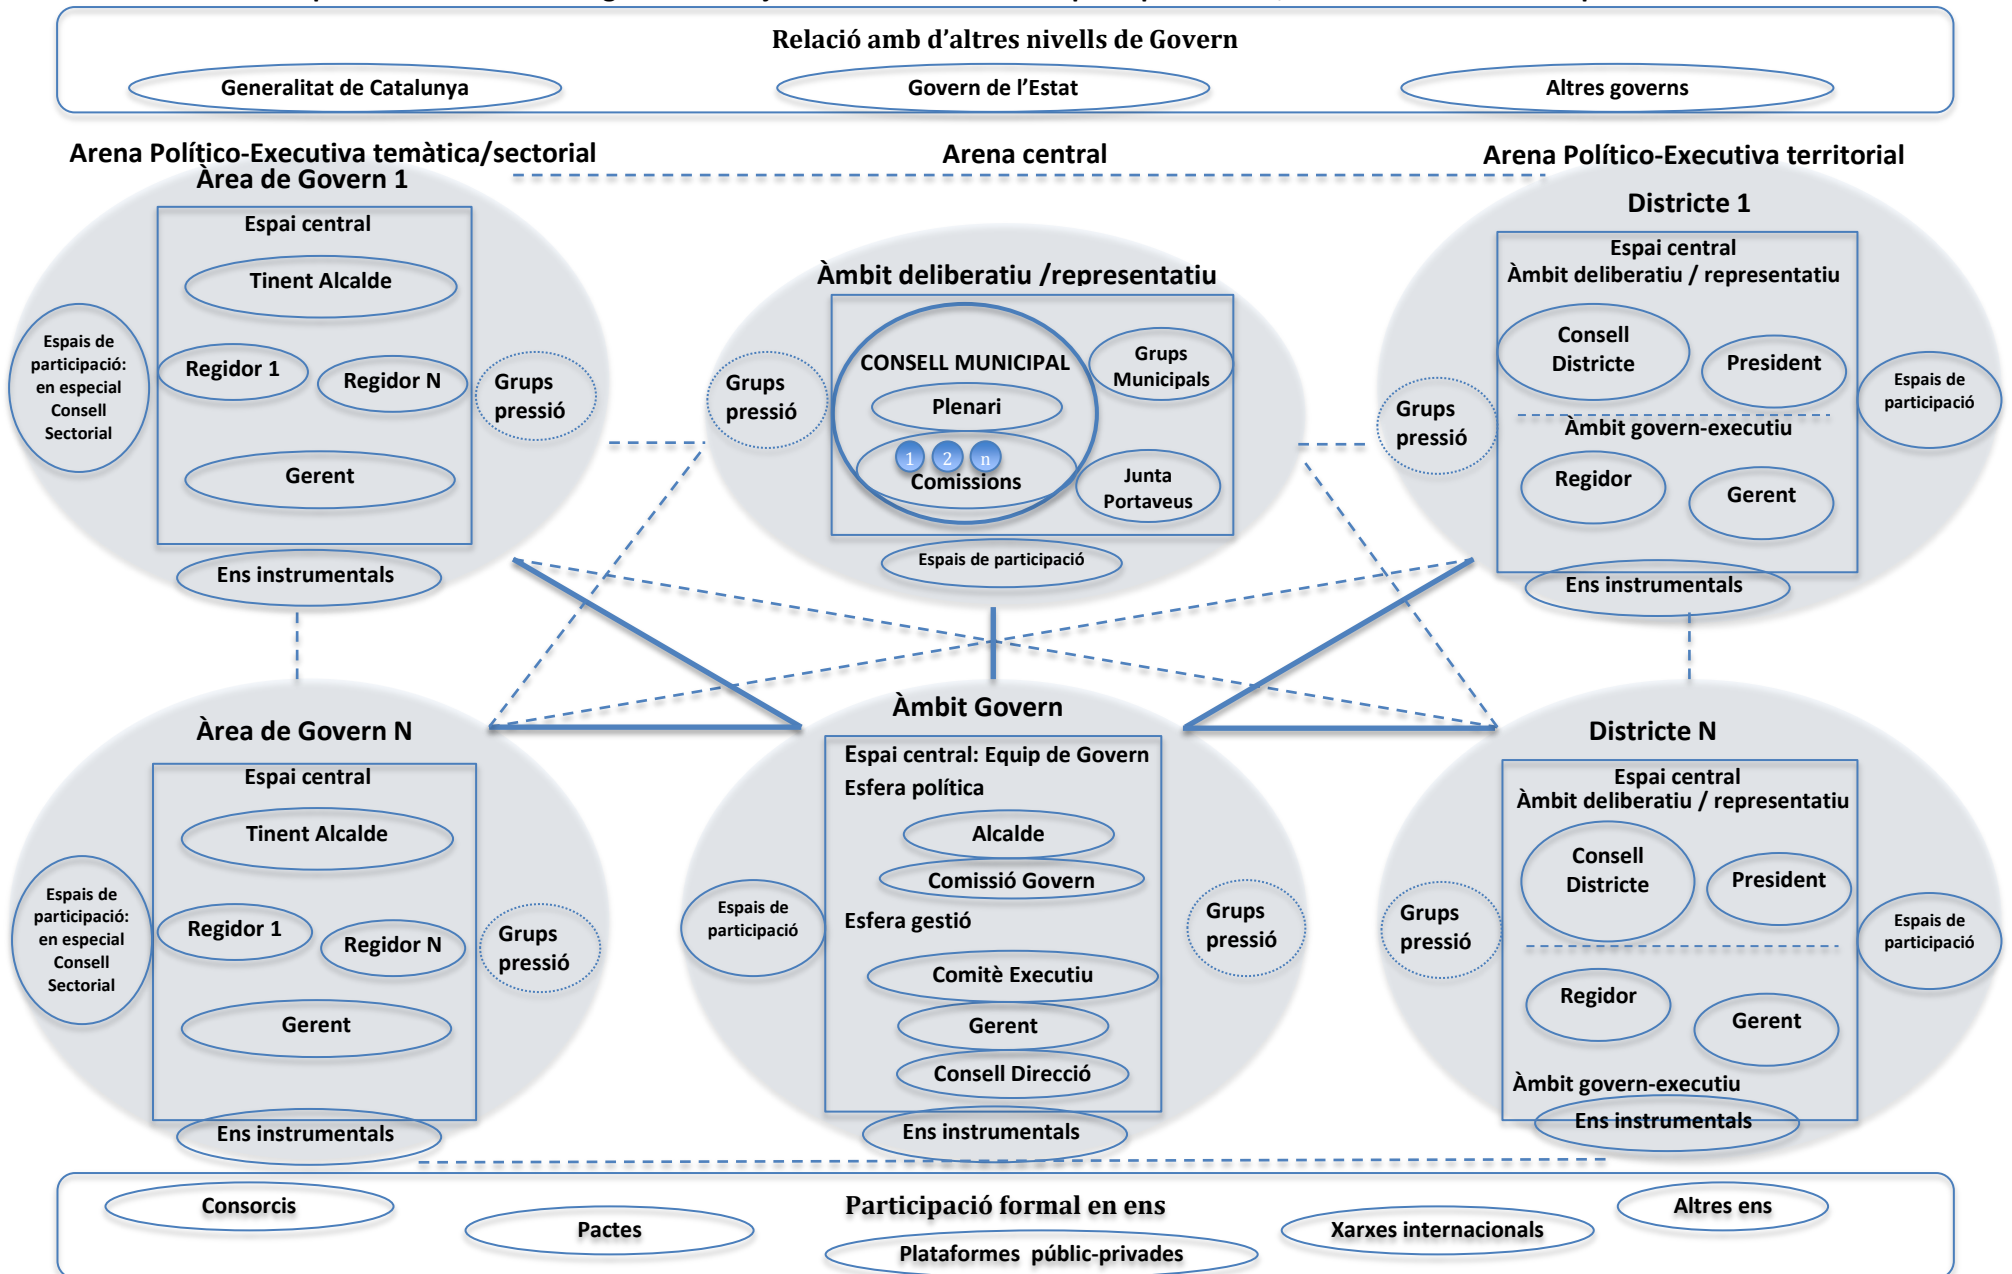 Relació amb d'altres nivells de Govern
Generalitat de Catalunya
Govern de l'Estat
Altres governs
Arena Político-Executiva temàtica/sectorial
Arena central
Arena Político-Executiva territorial
Àrea de Govern 1
Espai central
Tinent Alcalde
Regidor 1
Regidor N
Gerent
Ens instrumentals
Espais de
participació:
en especial
Consell
Sectorial
Grups
pressió
Àmbit deliberatiu /representatiu
Grups
pressió
CONSELL MUNICIPAL
Plenari
1 2 n
Comissions
Grups
Municipals
Junta
Portaveus
Espais de participació
Districte 1
Espai central
Àmbit deliberatiu / representatiu
Consell
Districte
President
Àmbit govern-executiu
Regidor
Gerent
Ens instrumentals
Grups
pressió
Espais de
participació
Àrea de Govern N
Espai central
Tinent Alcalde
Regidor 1
Regidor N
Gerent
Ens instrumentals
Espais de
participació:
en especial
Consell
Sectorial
Grups
pressió
Àmbit Govern
Espai central: Equip de Govern
Esfera política
Alcalde
Comissió Govern
Esfera gestió
Comitè Executiu
Gerent
Consell Direcció
Ens instrumentals
Espais de
participació
Grups
pressió
Districte N
Espai central
Àmbit deliberatiu / representatiu
Consell
Districte
President
Regidor
Gerent
Àmbit govern-executiu
Ens instrumentals
Grups
pressió
Espais de
participació
Participació formal en ens
Consorcis
Pactes
Plataformes públic-privades
Xarxes internacionals
Altres ens